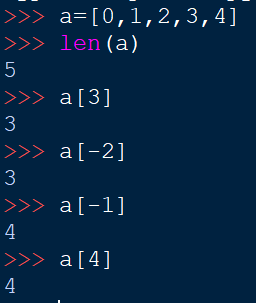 >>> a=[0,1,2,3,4]
>>> len(a)
5
>>> a[3]
3
>>> a[-2]
3
>>> a[-1]
4
>>> a[4]
4